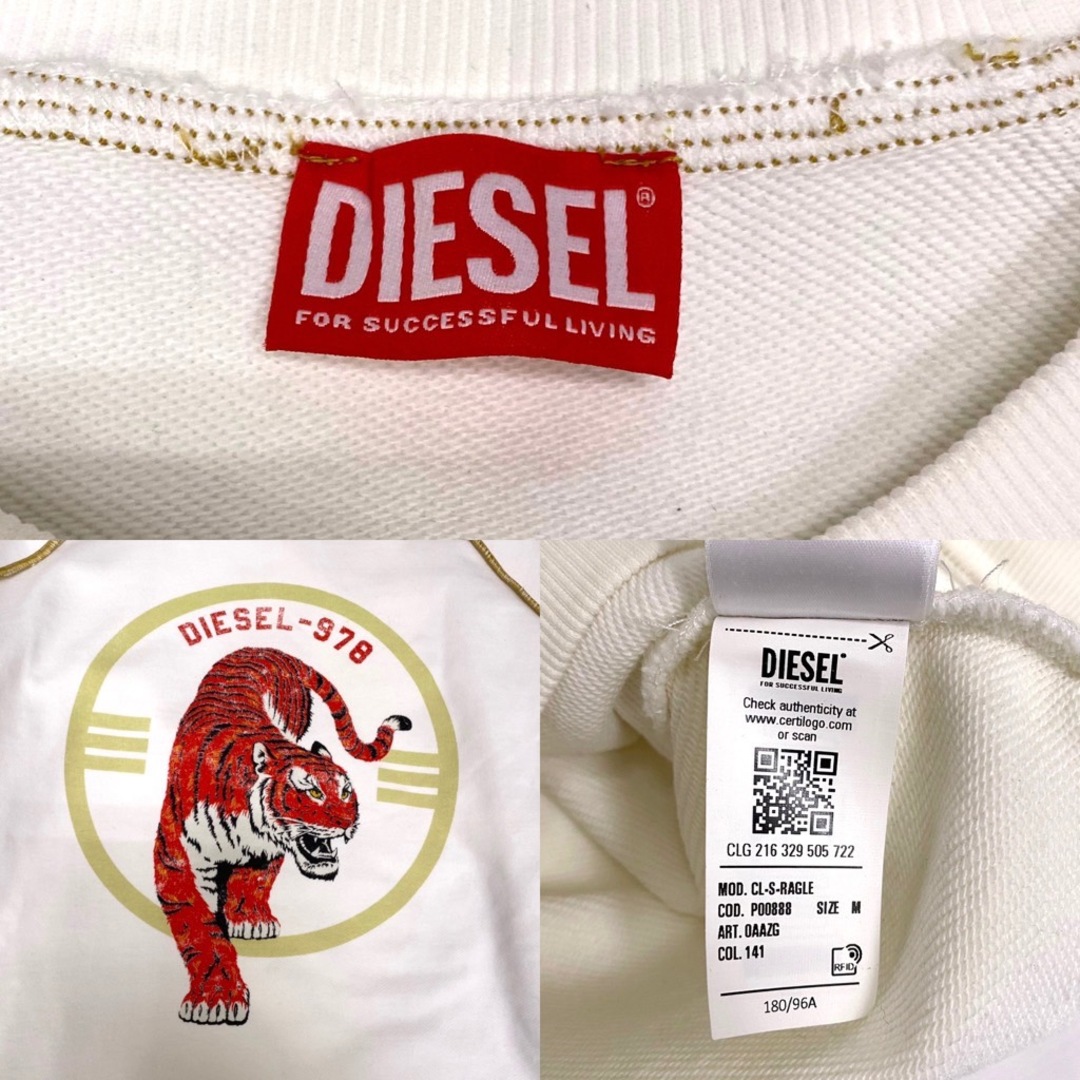 DIESEL®
FOR SUCCESSFUL LIVING
DIESEL-978
DIESEL
FOR SUCCESSFUL LIVING
Check authenticity at
www.certilogo.com
or scan
CLG 216 329 505 722
MOD. CL-S-RAGLE
COD. P00888 SIZE M
ART. 0AAZG
COL. 141
RFID
180/96A